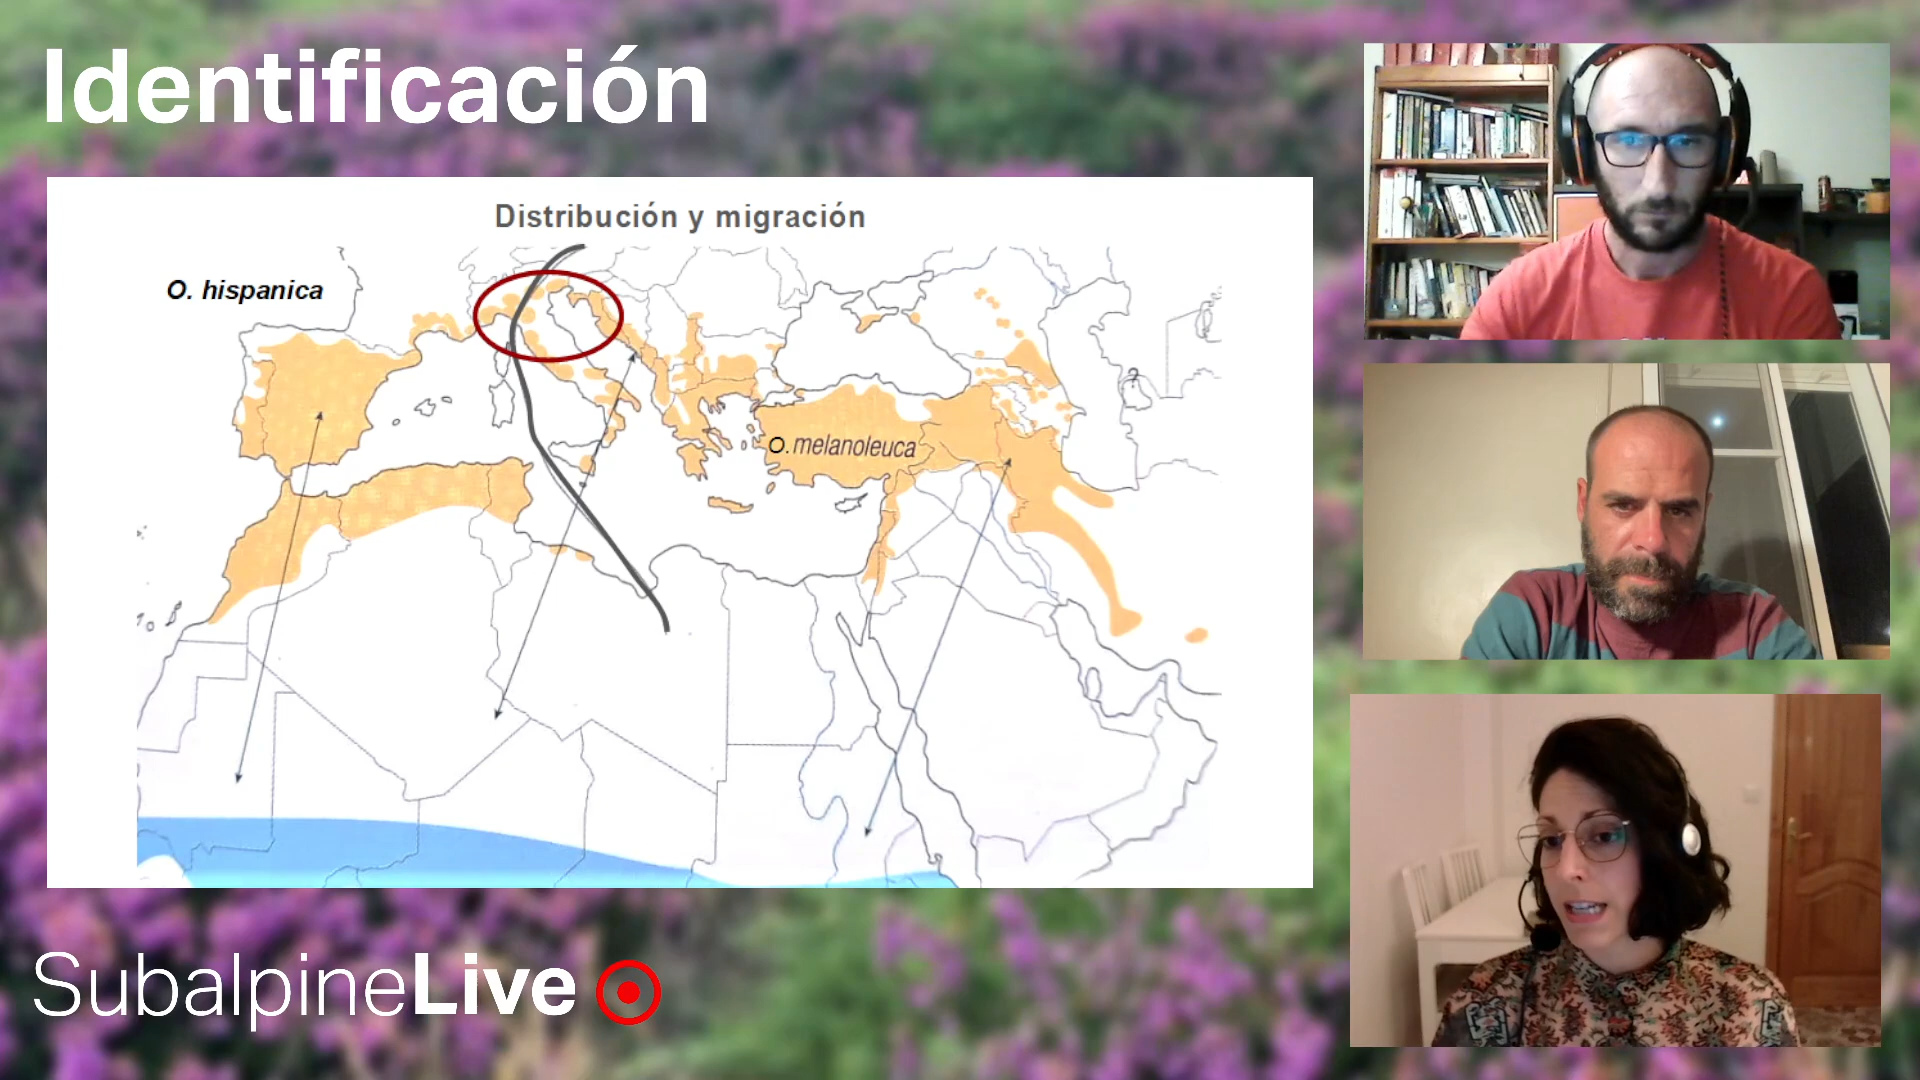 Identificación
Distribución y migración
O. hispanica
O. melanoleuca
SubalpineLive